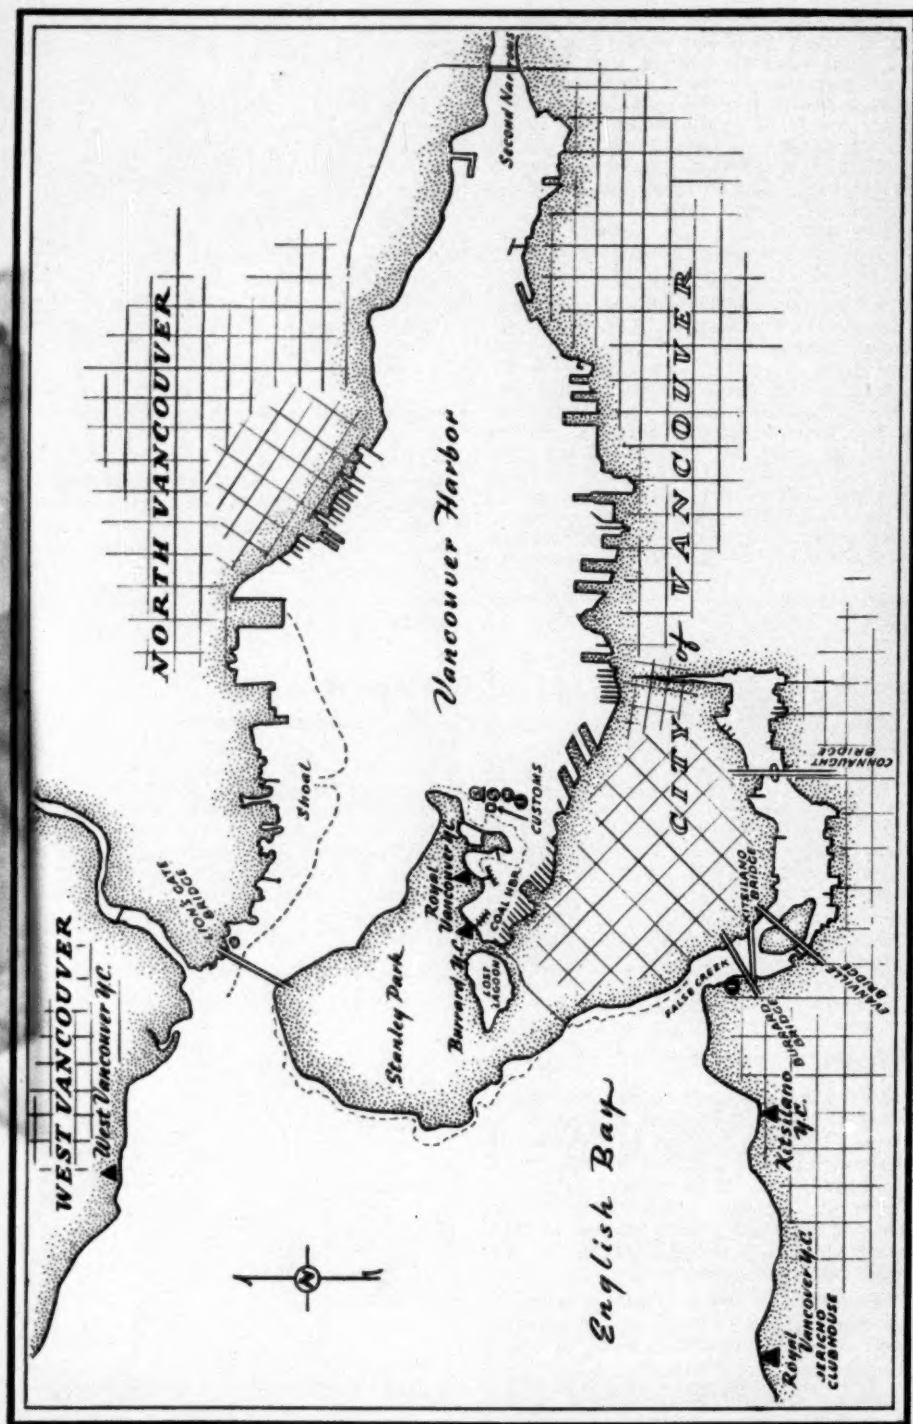 WEST VANCOUVER
West Vancouver Y.C.
LION'S GATE
BRIDGE
NORTH VANCOUVER
Shoal
Second Narrows
Vancouver Harbor
Stanley Park
Royal
Vancouver Y.C.
Burrard Y.C.
COAL HBR.
LOST
LAGOON
CUSTOMS
N
English Bay
CITY of VANCOUVER
FALSE CREEK
KITSILANO
BRIDGE
CONNAUGHT
BRIDGE
BURRARD
BRIDGE
GRANVILLE
BRIDGE
Kitsilano
Y.C.
Royal
Vancouver Y.C.
JERICHO
CLUBHOUSE